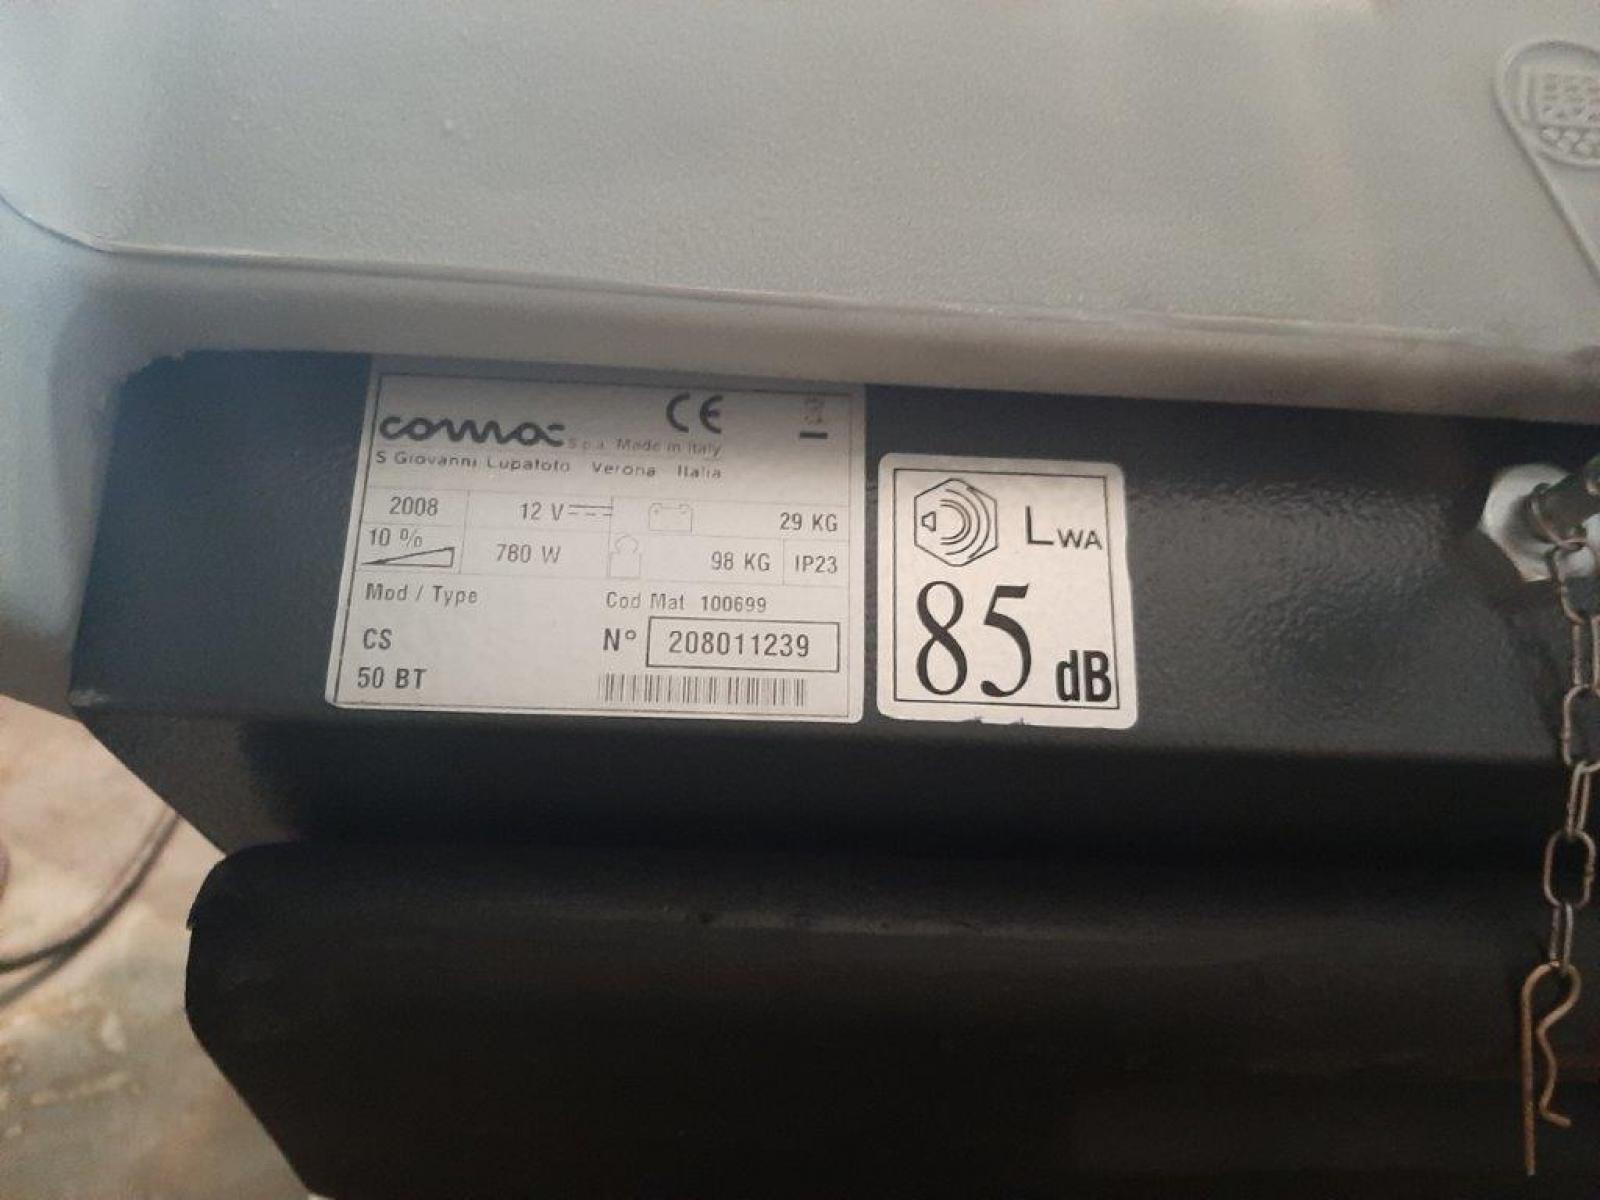 comac S.p.a. Made in Italy CE
S Giovanni Lupatoto Verona Italia
2008 12 V 29 KG
10 % 780 W 98 KG IP23
Mod / Type Cod Mat 100699
CS N° 208011239
50 BT
LWA
85 dB